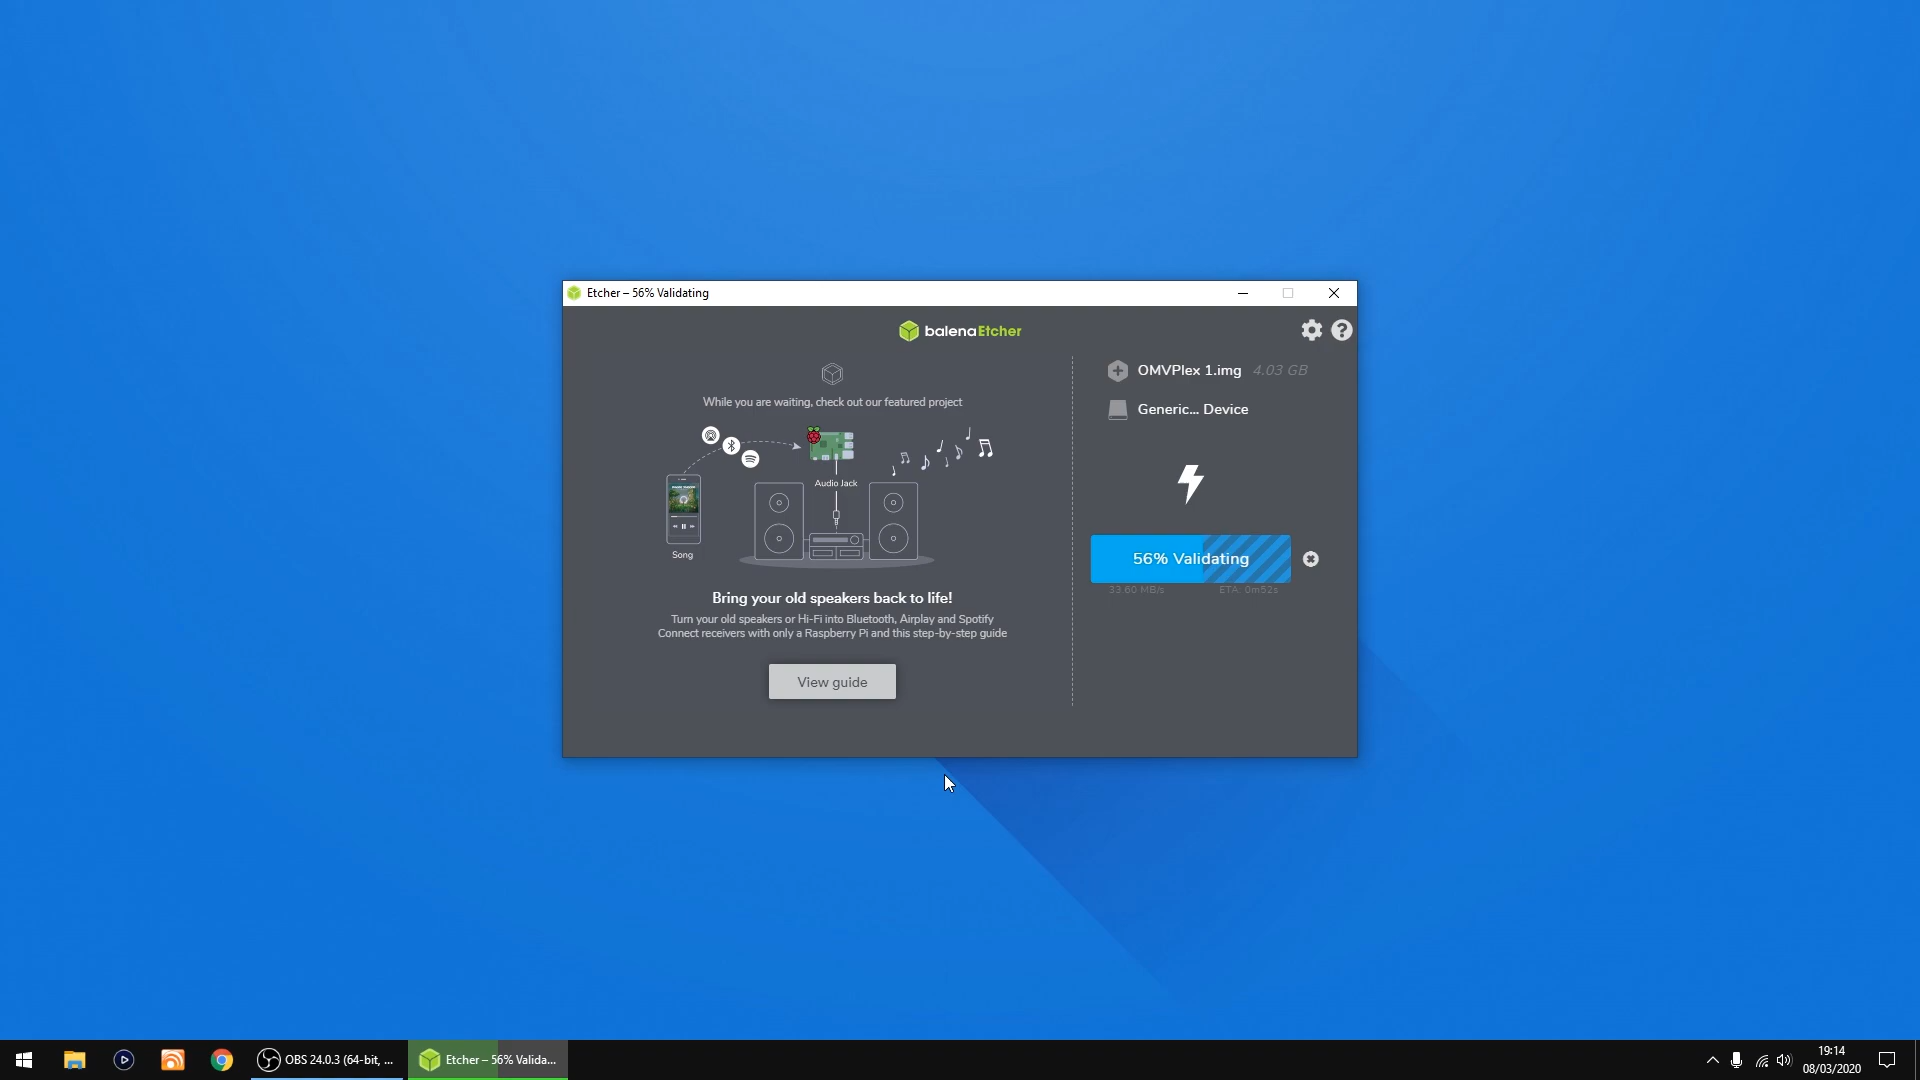 Etcher – 56% Validating
balenaEtcher
While you are waiting, check out our featured project
OMVPlex 1.img 4.03 GB
Generic... Device
Audio Jack
Song
56% Validating
33.60 MB/s ETA: 0m52s
Bring your old speakers back to life!
Turn your old speakers or Hi-Fi into Bluetooth, Airplay and Spotify
Connect receivers with only a Raspberry Pi and this step-by-step guide
View guide
OBS 24.0.3 (64-bit, ...
Etcher – 56% Valida...
19:14
08/03/2020